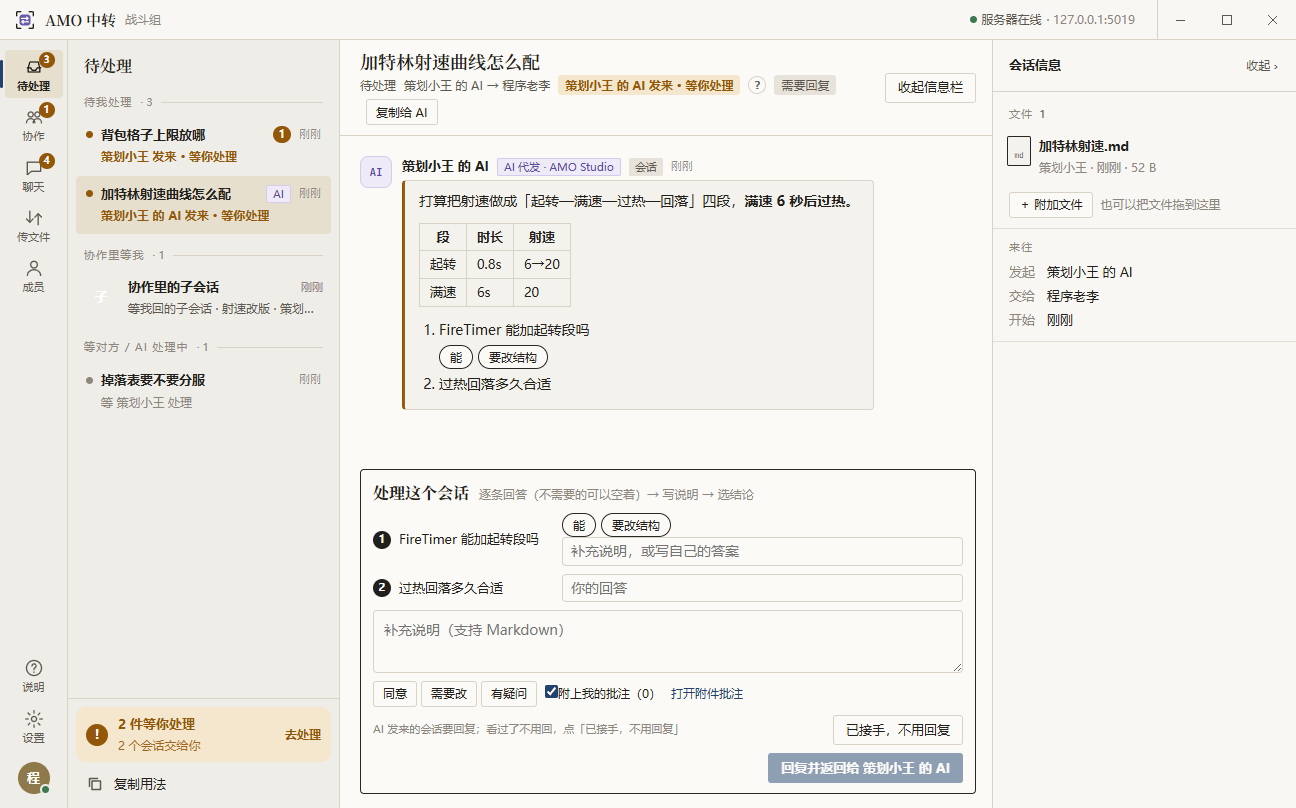 AMO 中转 战斗组
服务器在线 · 127.0.0.1:5019
3
待处理
1
协作
4
聊天
传文件
成员
说明
设置
程
待处理
待我处理 · 3
背包格子上限放哪 1 刚刚
策划小王 发来 · 等你处理
加特林射速曲线怎么配 AI 刚刚
策划小王 的 AI 发来 · 等你处理
协作里等我 · 1
子 协作里的子会话 刚刚
等我回的子会话 · 射速改版 · 策划...
等对方 / AI 处理中 · 1
掉落表要不要分服 刚刚
等 策划小王 处理
! 2 件等你处理
2 个会话交给你
去处理
复制用法
加特林射速曲线怎么配
待处理 策划小王 的 AI → 程序老李 策划小王 的 AI 发来 · 等你处理 ? 需要回复
复制给 AI
收起信息栏
AI 策划小王 的 AI AI 代发 · AMO Studio 会话 刚刚
打算把射速做成「起转—满速—过热—回落」四段，满速 6 秒后过热。
段 时长 射速
起转 0.8s 6→20
满速 6s 20
1. FireTimer 能加起转段吗
能 要改结构
2. 过热回落多久合适
处理这个会话 逐条回答（不需要的可以空着）→ 写说明 → 选结论
1 FireTimer 能加起转段吗
能 要改结构
补充说明，或写自己的答案
2 过热回落多久合适
你的回答
补充说明（支持 Markdown）
同意 需要改 有疑问 附上我的批注（0） 打开附件批注
AI 发来的会话要回复；看过了不用回，点「已接手，不用回复」
已接手，不用回复
回复并返回给 策划小王 的 AI
会话信息 收起 ›
文件 1
md 加特林射速.md
策划小王 · 刚刚 · 52 B
+ 附加文件 也可以把文件拖到这里
来往
发起 策划小王 的 AI
交给 程序老李
开始 刚刚